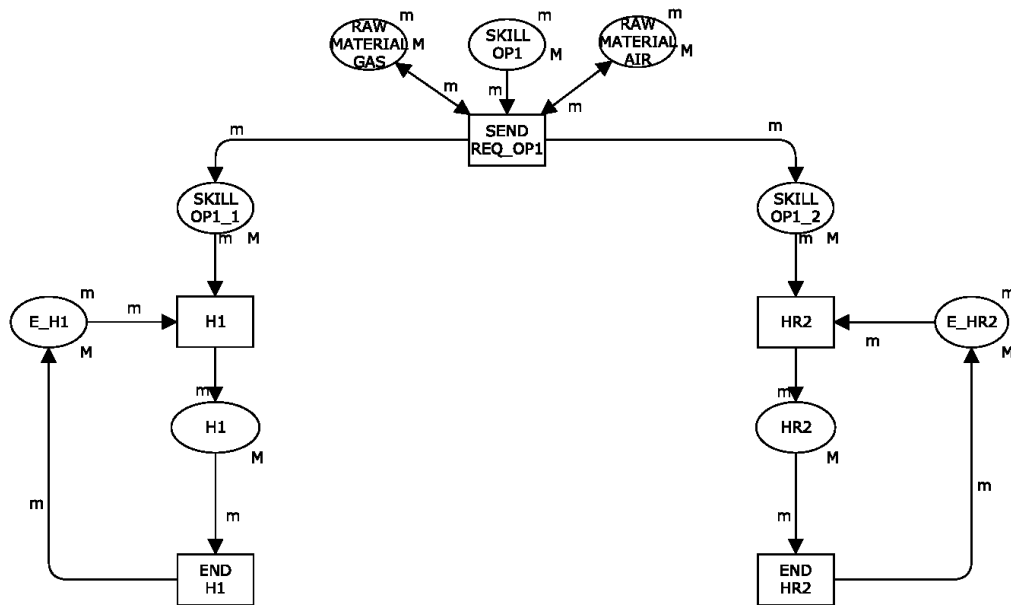 m
m
m
RAW
MATERIAL M
GAS
SKILL
OP1
M
RAW
MATERIAL
AIR
M
m
m
m
SEND
REQ_OP1
m
m
SKILL
OP1_1
m
M
SKILL
OP1_2
m
M
m
E_H1
M
m
H1
HR2
m
m
E_HR2
M
m
H1
M
m
HR2
M
m
m
m
m
END
H1
END
HR2